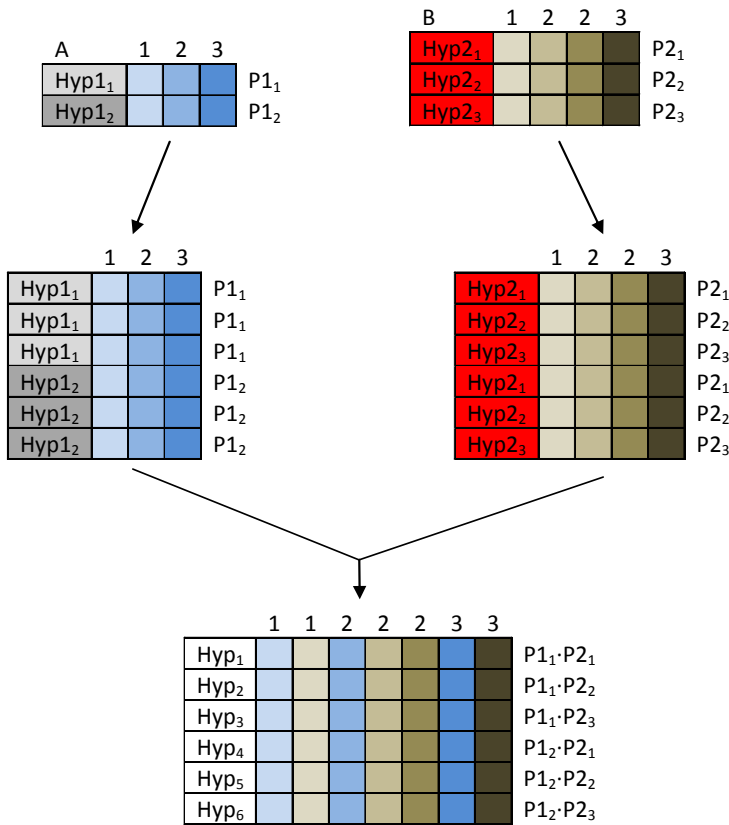 A 1 2 3
Hyp1₁ P1₁
Hyp1₂ P1₂
B 1 2 2 3
Hyp2₁ P2₁
Hyp2₂ P2₂
Hyp2₃ P2₃
1 2 3
Hyp1₁ P1₁
Hyp1₁ P1₁
Hyp1₁ P1₁
Hyp1₂ P1₂
Hyp1₂ P1₂
Hyp1₂ P1₂
1 2 2 3
Hyp2₁ P2₁
Hyp2₂ P2₂
Hyp2₃ P2₃
Hyp2₁ P2₁
Hyp2₂ P2₂
Hyp2₃ P2₃
1 1 2 2 2 3 3
Hyp₁ P1₁·P2₁
Hyp₂ P1₁·P2₂
Hyp₃ P1₁·P2₃
Hyp₄ P1₂·P2₁
Hyp₅ P1₂·P2₂
Hyp₆ P1₂·P2₃